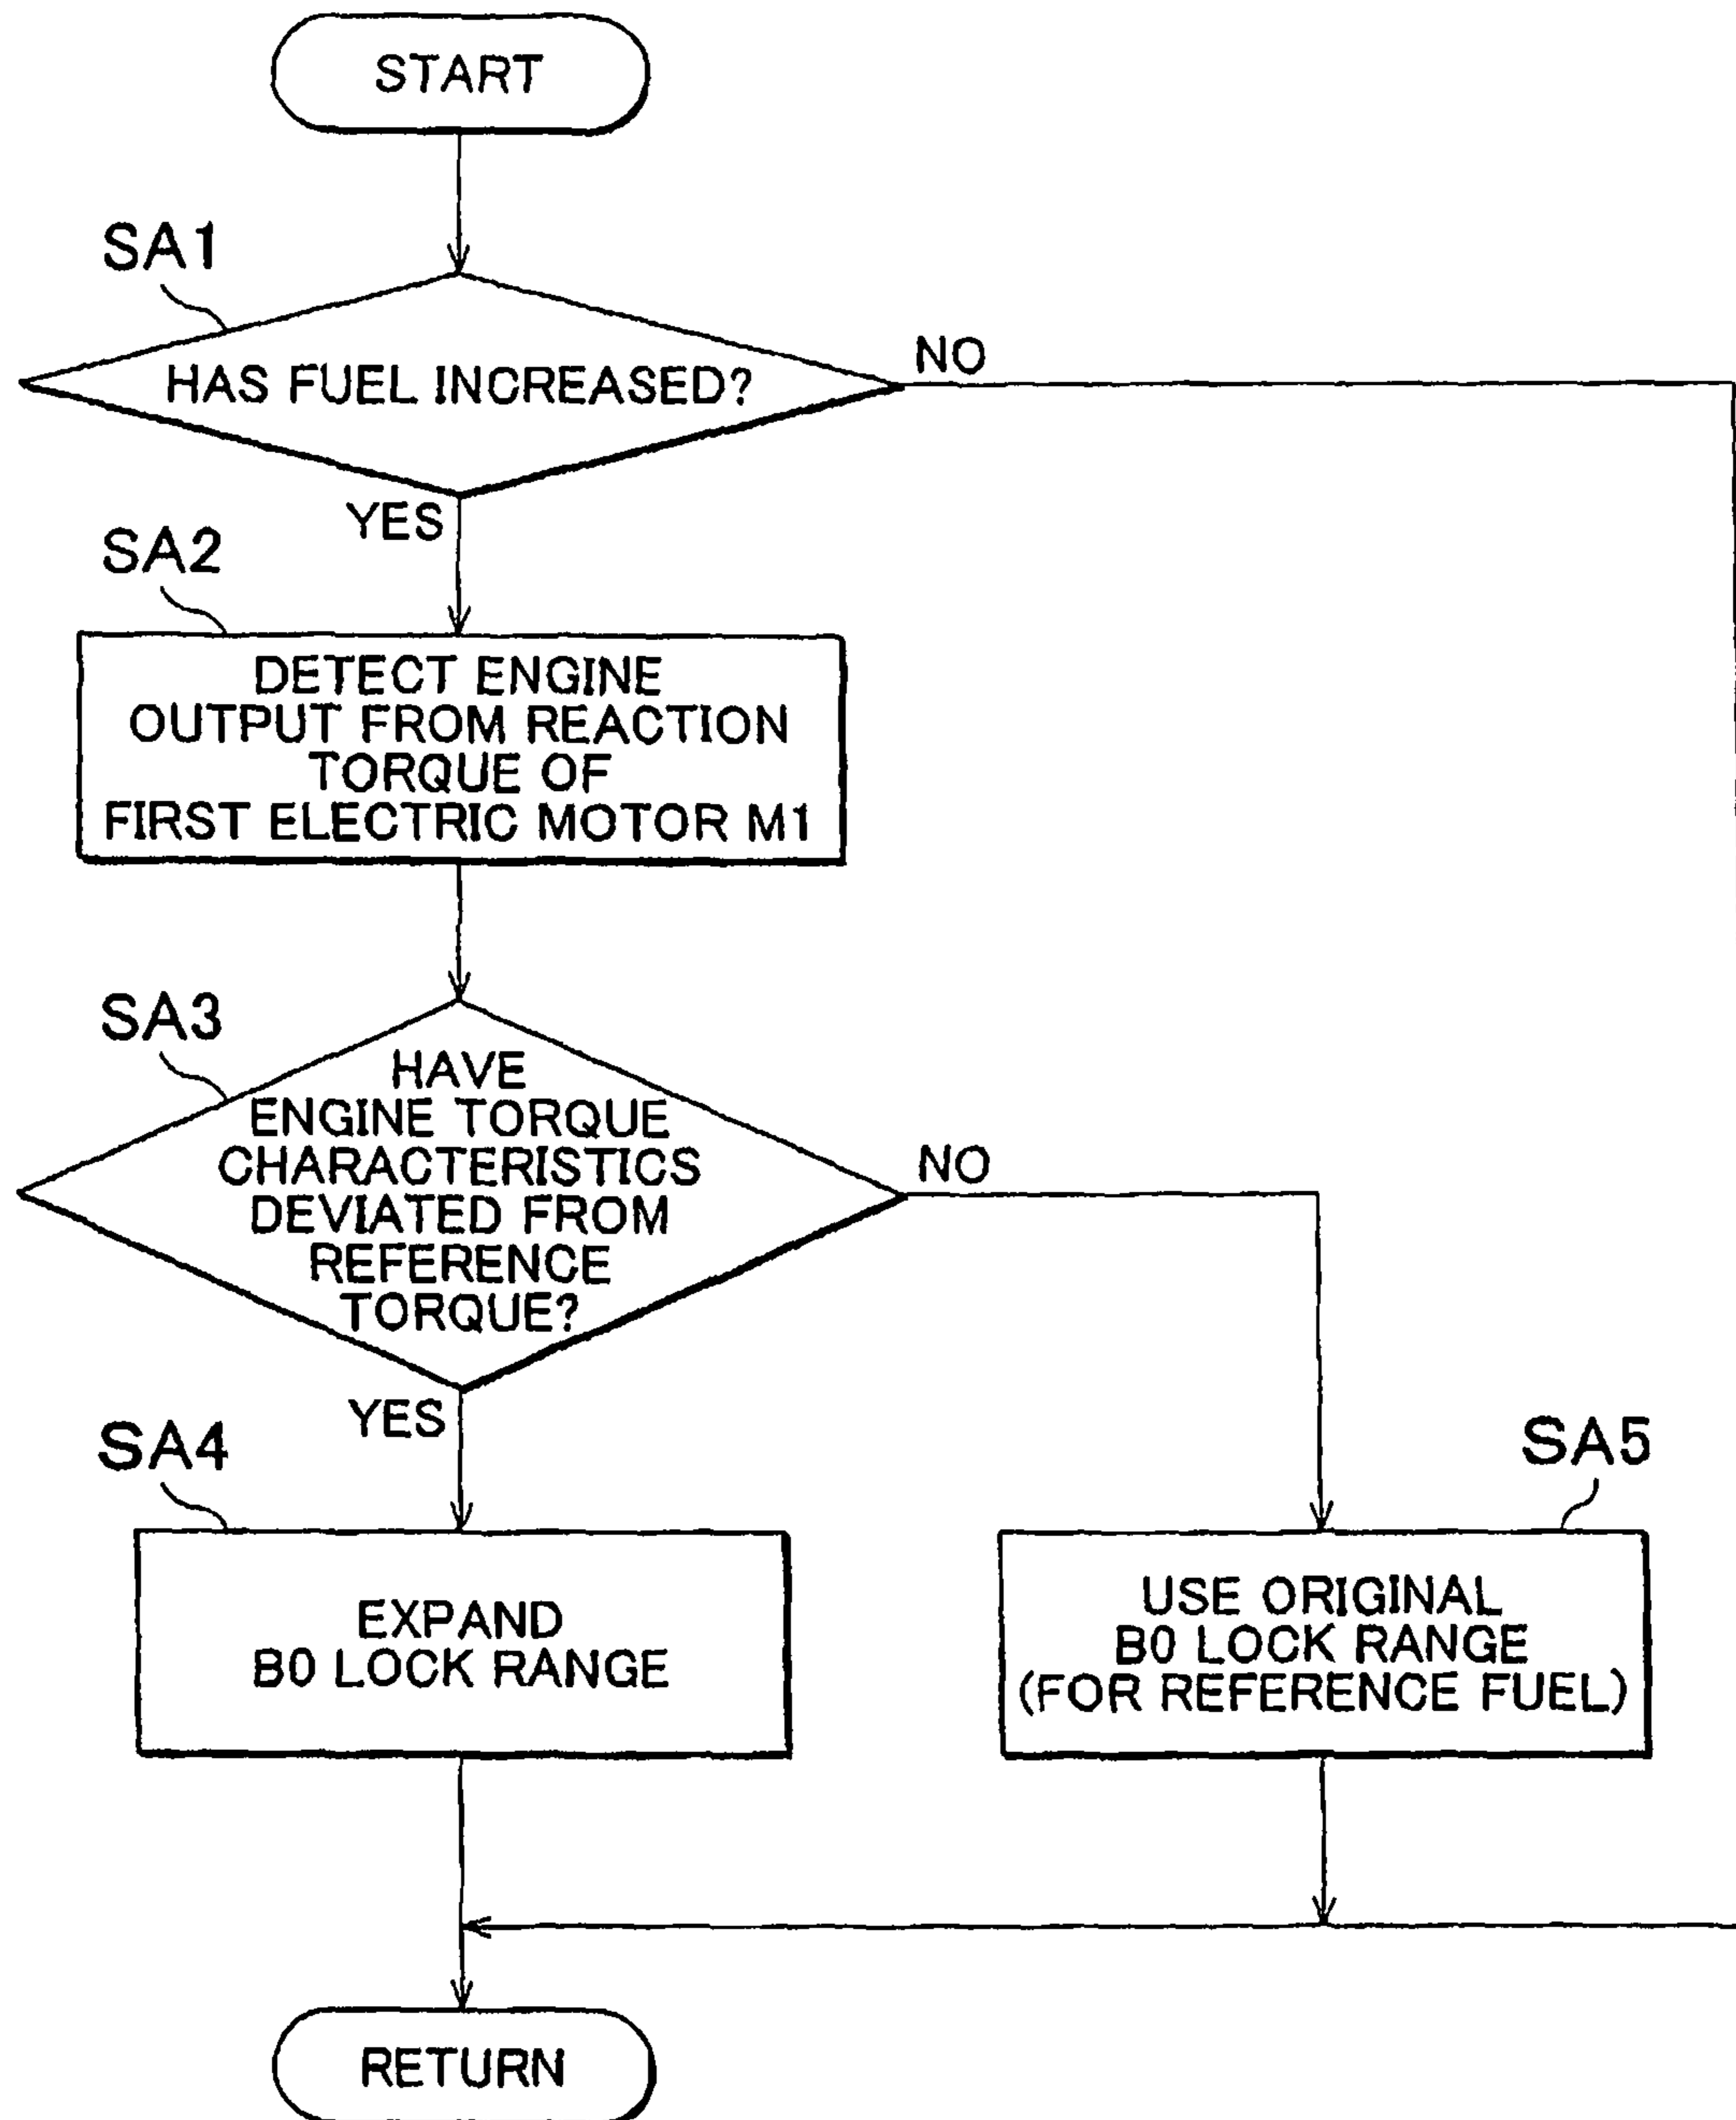 START
SA1
HAS FUEL INCREASED?
NO
YES
SA2
DETECT ENGINE
OUTPUT FROM REACTION
TORQUE OF
FIRST ELECTRIC MOTOR M1
SA3
HAVE
ENGINE TORQUE
CHARACTERISTICS
DEVIATED FROM
REFERENCE
TORQUE?
NO
YES
SA4
EXPAND
B0 LOCK RANGE
SA5
USE ORIGINAL
B0 LOCK RANGE
(FOR REFERENCE FUEL)
RETURN